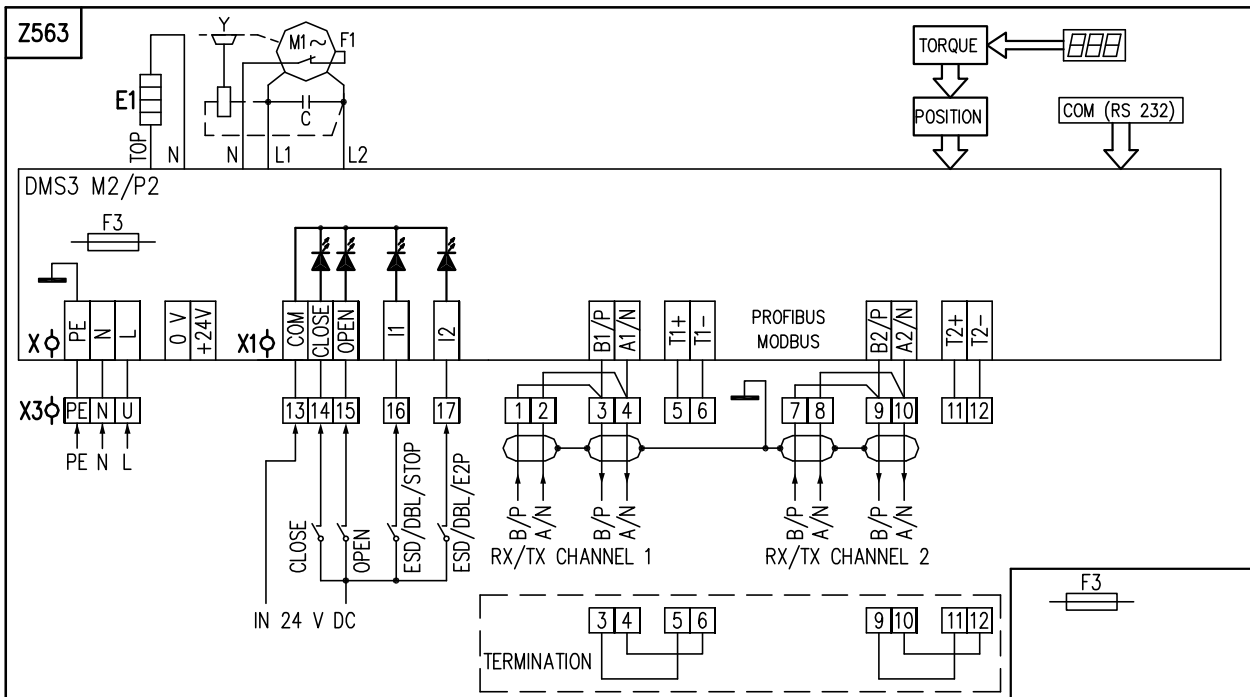 Z563
Y
M1 ~
F1
TORQUE
888
E1
C
POSITION
COM (RS 232)
TOP
N
N
L1
L2
DMS3 M2/P2
F3
X
PE
N
L
0 V
+24V
X1
COM
CLOSE
OPEN
I1
I2
B1/P
A1/N
T1+
T1-
PROFIBUS
MODBUS
B2/P
A2/N
T2+
T2-
X3
PE
N
U
13
14
15
16
17
1
2
3
4
5
6
7
8
9
10
11
12
PE
N
L
CLOSE
OPEN
ESD/DBL/STOP
ESD/DBL/E2P
B/P
A/N
B/P
A/N
B/P
A/N
B/P
A/N
RX/TX CHANNEL 1
RX/TX CHANNEL 2
IN 24 V DC
F3
3
4
5
6
9
10
11
12
TERMINATION